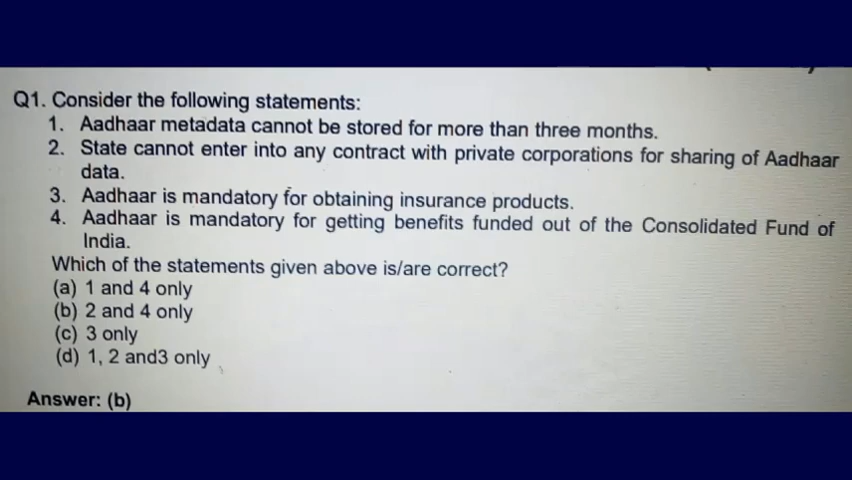 Q1. Consider the following statements:
1. Aadhaar metadata cannot be stored for more than three months.
2. State cannot enter into any contract with private corporations for sharing of Aadhaar
data.
3. Aadhaar is mandatory for obtaining insurance products.
4. Aadhaar is mandatory for getting benefits funded out of the Consolidated Fund of
India.
Which of the statements given above is/are correct?
(a) 1 and 4 only
(b) 2 and 4 only
(c) 3 only
(d) 1, 2 and3 only
Answer: (b)